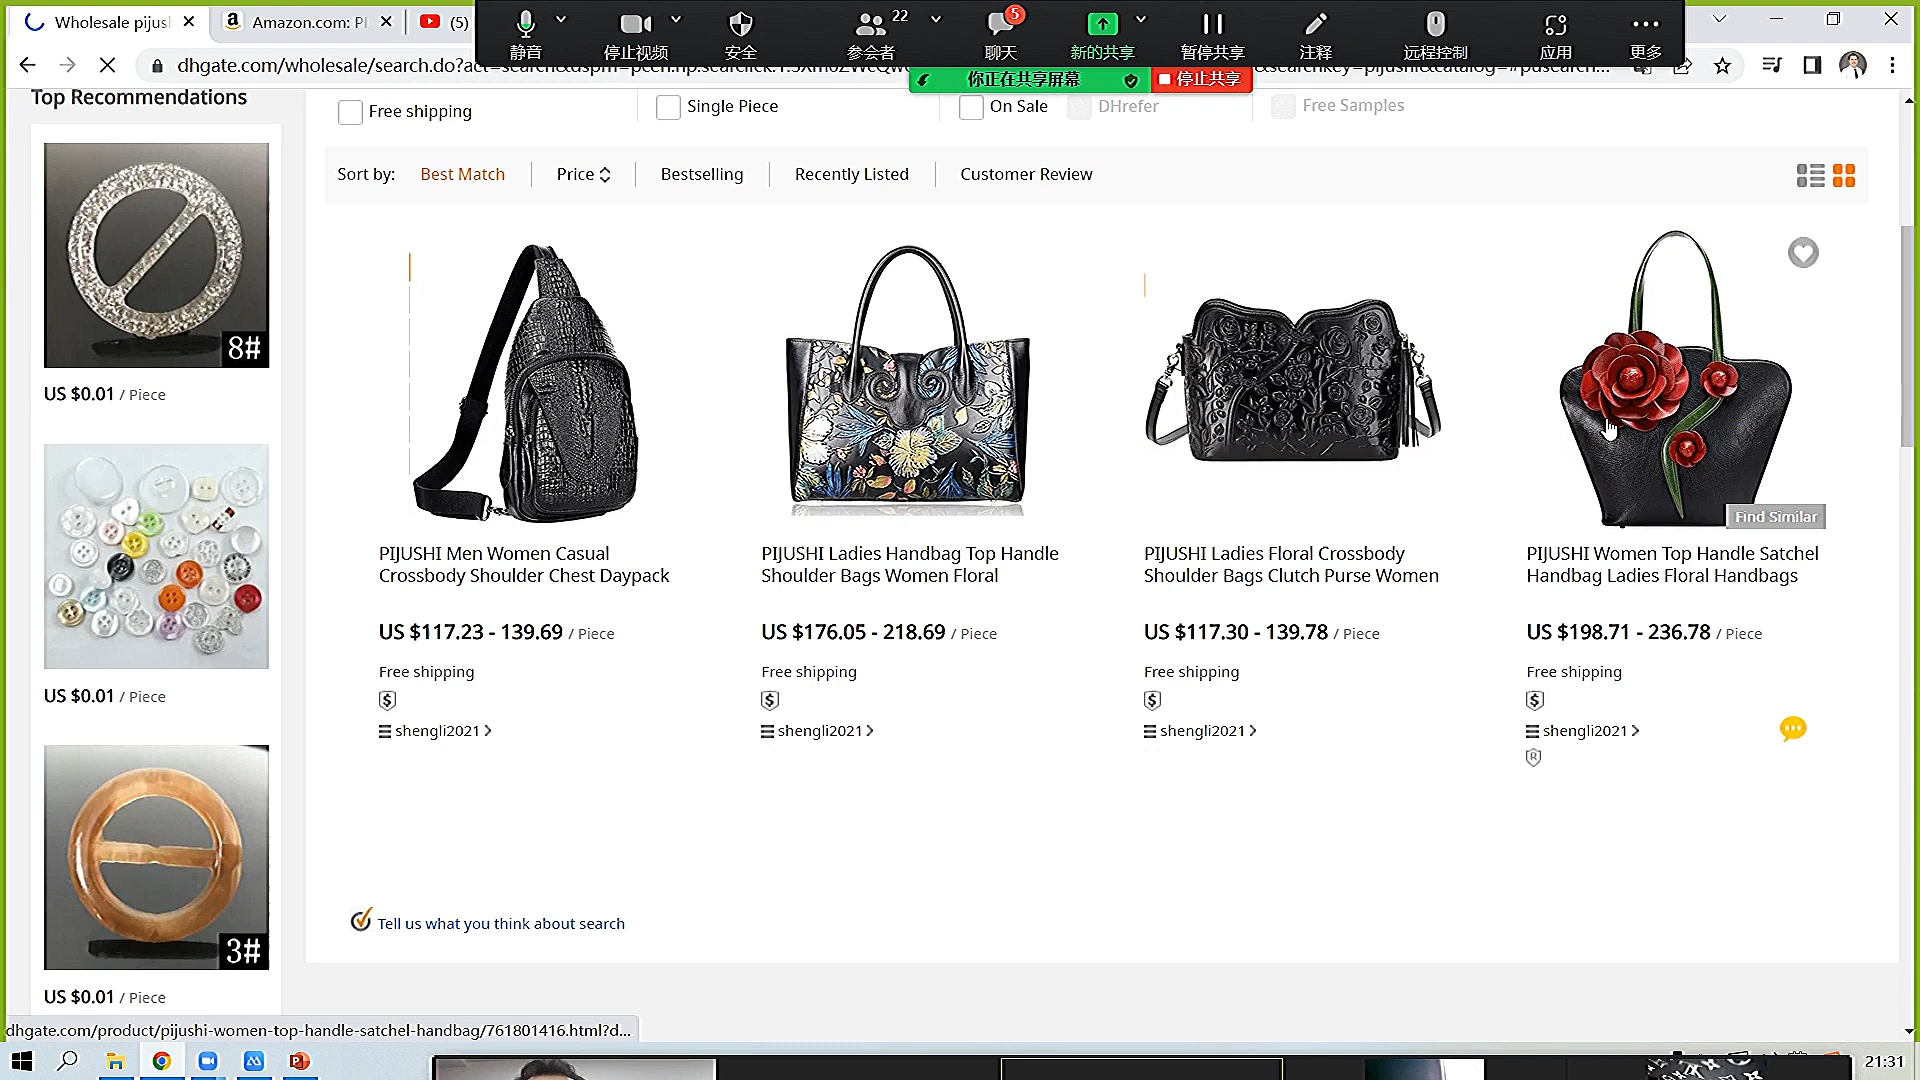 Wholesale pijush
Amazon.com: P
(5)
静音
停止视频
安全
22
参会者
5
聊天
新的共享
暂停共享
注释
远程控制
应用
更多
你正在共享屏幕
停止共享
Top Recommendations
Free shipping
Single Piece
On Sale
DHrefer
Free Samples
Sort by:
Best Match
Price
Bestselling
Recently Listed
Customer Review
8#
US $0.01 / Piece
US $0.01 / Piece
3#
US $0.01 / Piece
Find Similar
PIJUSHI Men Women Casual
Crossbody Shoulder Chest Daypack
US $117.23 - 139.69 / Piece
Free shipping
shengli2021
PIJUSHI Ladies Handbag Top Handle
Shoulder Bags Women Floral
US $176.05 - 218.69 / Piece
Free shipping
shengli2021
PIJUSHI Ladies Floral Crossbody
Shoulder Bags Clutch Purse Women
US $117.30 - 139.78 / Piece
Free shipping
shengli2021
PIJUSHI Women Top Handle Satchel
Handbag Ladies Floral Handbags
US $198.71 - 236.78 / Piece
Free shipping
shengli2021
Tell us what you think about search
dhgate.com/product/pijushi-women-top-handle-satchel-handbag/761801416.html?d...
21:31